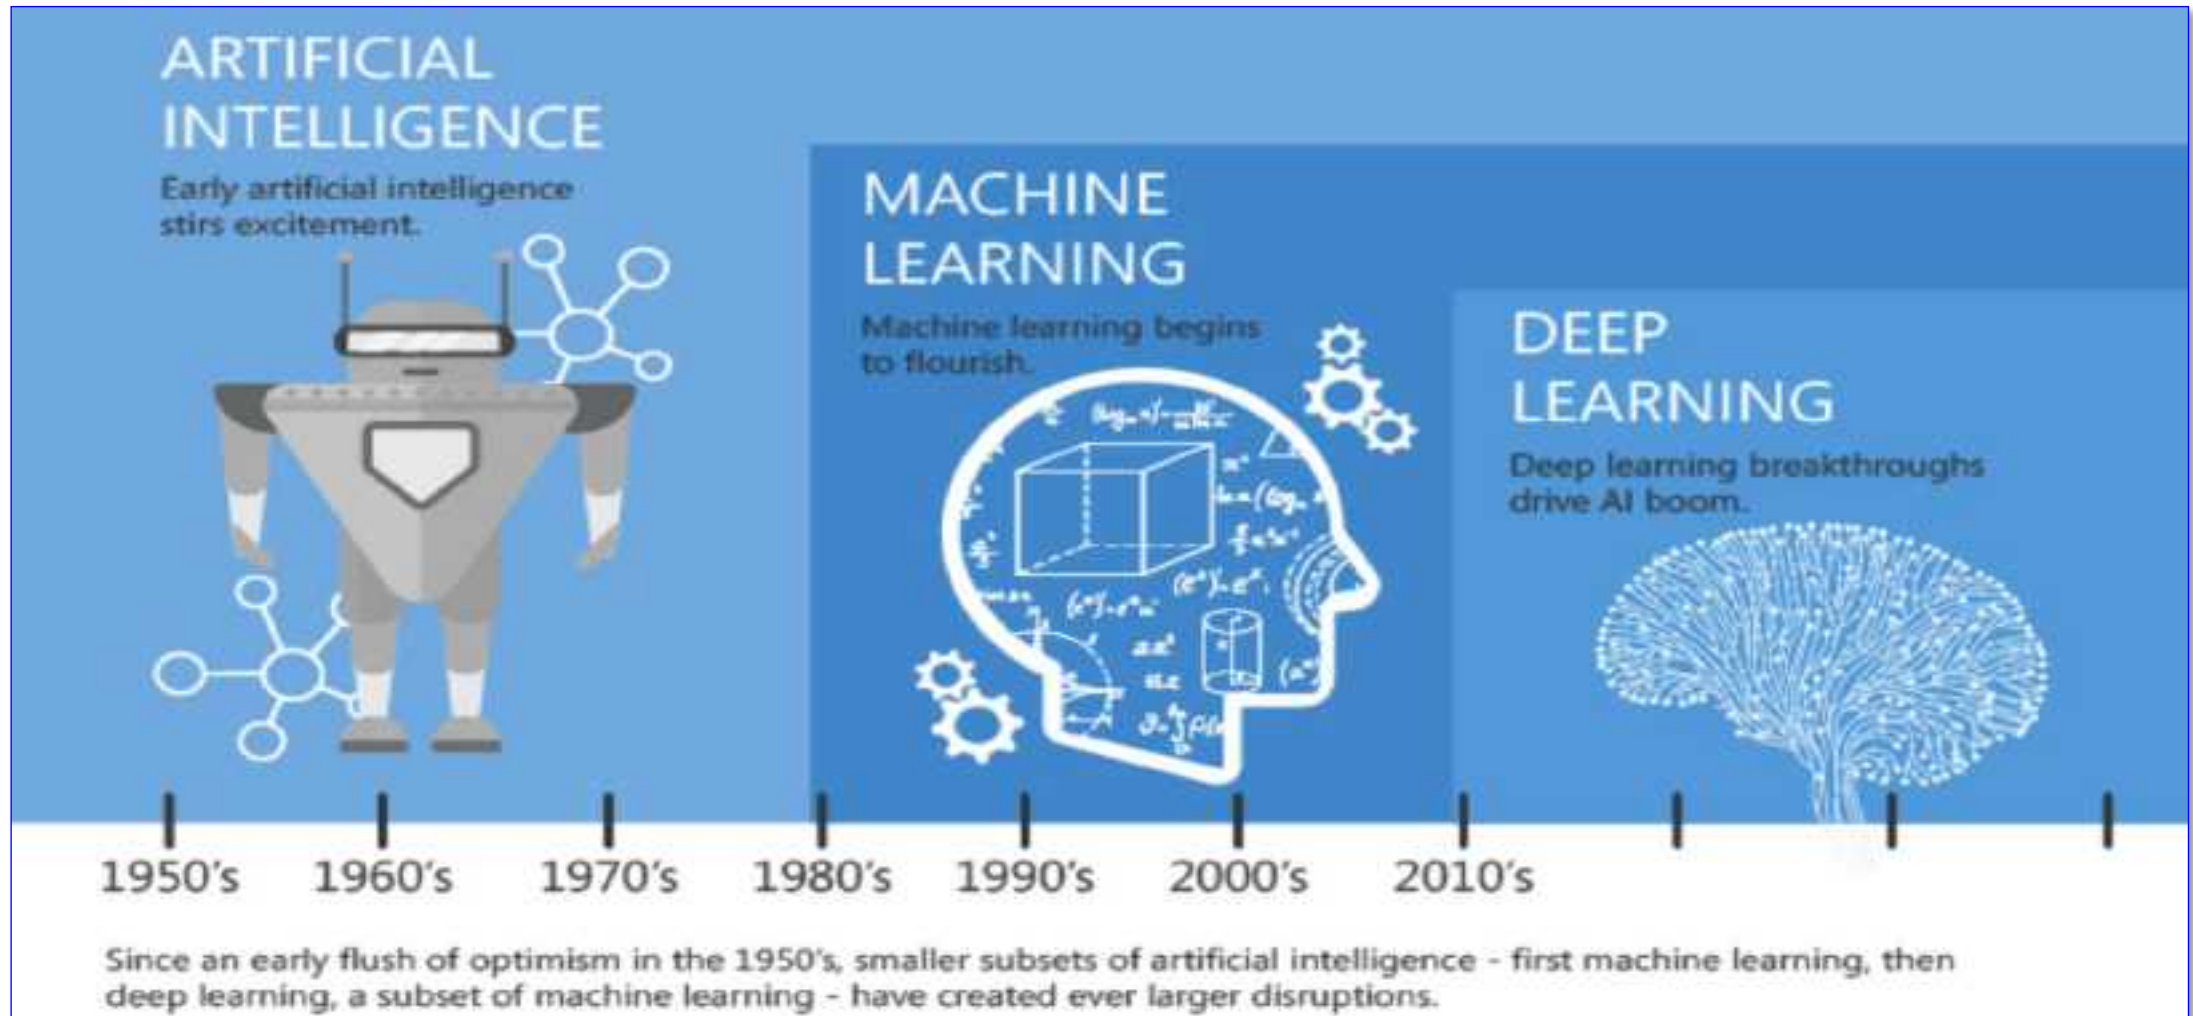 ARTIFICIAL
INTELLIGENCE
Early artificial intelligence
stirs excitement.
MACHINE
LEARNING
Machine learning begins
to flourish.
DEEP
LEARNING
Deep learning breakthroughs
drive AI boom.
1950's 1960's 1970's 1980's 1990's 2000's 2010's
Since an early flush of optimism in the 1950's, smaller subsets of artificial intelligence - first machine learning, then
deep learning, a subset of machine learning - have created ever larger disruptions.